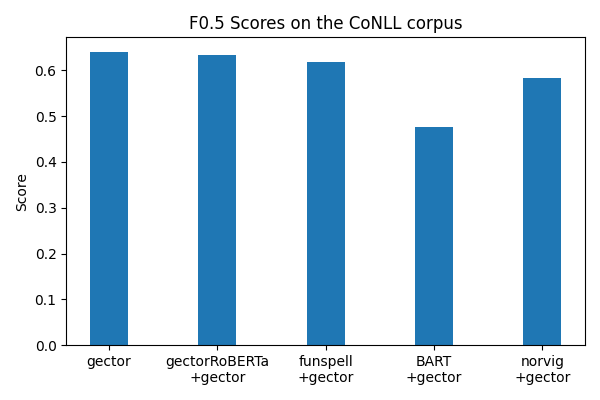 F0.5 Scores on the CoNLL corpus
Score
0.6
0.5
0.4
0.3
0.2
0.1
0.0
gector
gectorRoBERTa
+gector
funspell
+gector
BART
+gector
norvig
+gector